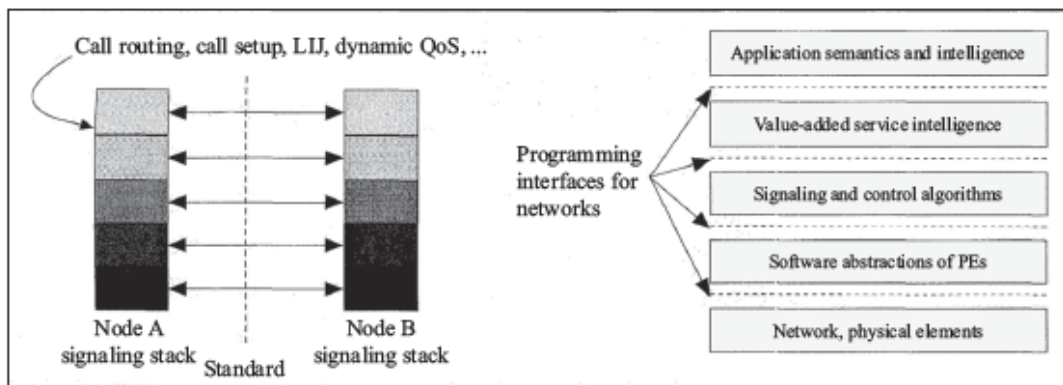 Call routing, call setup, LIJ, dynamic QoS, ...
Node A
signaling stack
Standard
Node B
signaling stack
Programming
interfaces for
networks
Application semantics and intelligence
Value-added service intelligence
Signaling and control algorithms
Software abstractions of PEs
Network, physical elements